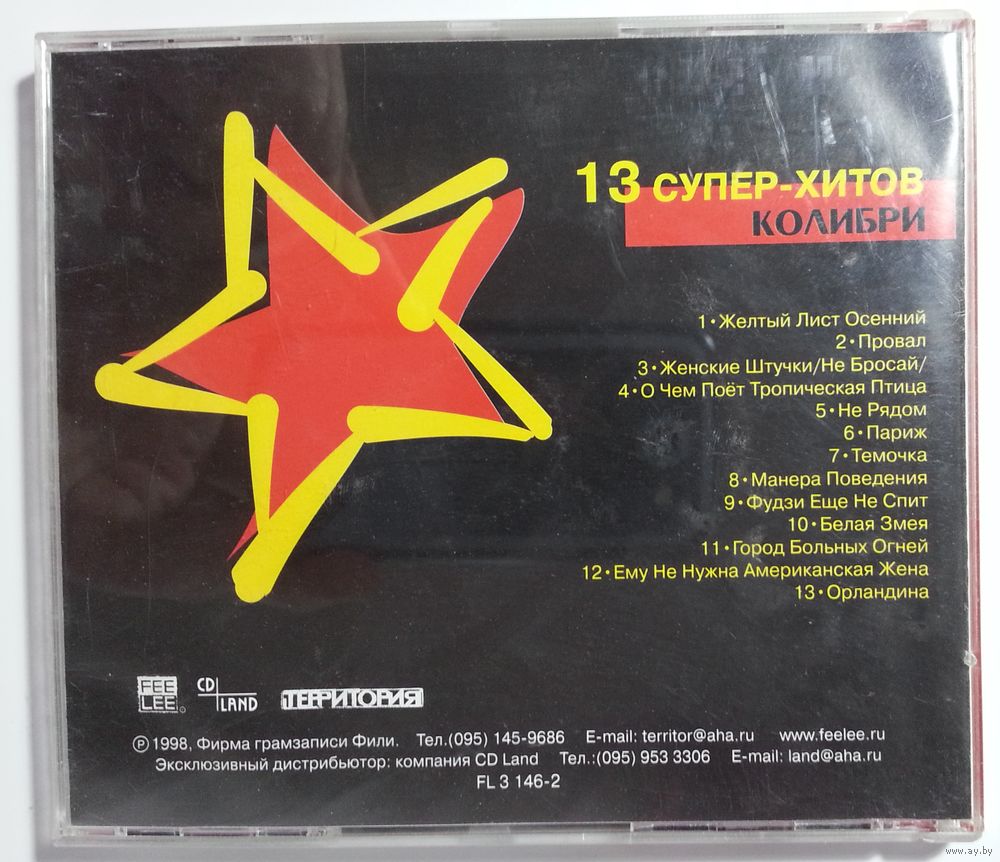 13 СУПЕР-ХИТОВ
КОЛИБРИ
1·Желтый Лист Осенний
2·Провал
3·Женские Штучки/Не Бросай/
4·О Чем Поёт Тропическая Птица
5·Не Рядом
6·Париж
7·Темочка
8·Манера Поведения
9·Фудзи Еще Не Спит
10·Белая Змея
11·Город Больных Огней
12·Ему Не Нужна Американская Жена
13·Орландина
FEE
LEE
CD
LAND
ТЕРРИТОРИЯ
℗ 1998, Фирма грамзаписи Фили. Тел.(095) 145-9686 E-mail: territor@aha.ru www.feelee.ru
Эксклюзивный дистрибьютор: компания CD Land Тел.:(095) 953 3306 E-mail: land@aha.ru
FL 3 146-2
www.ay.by